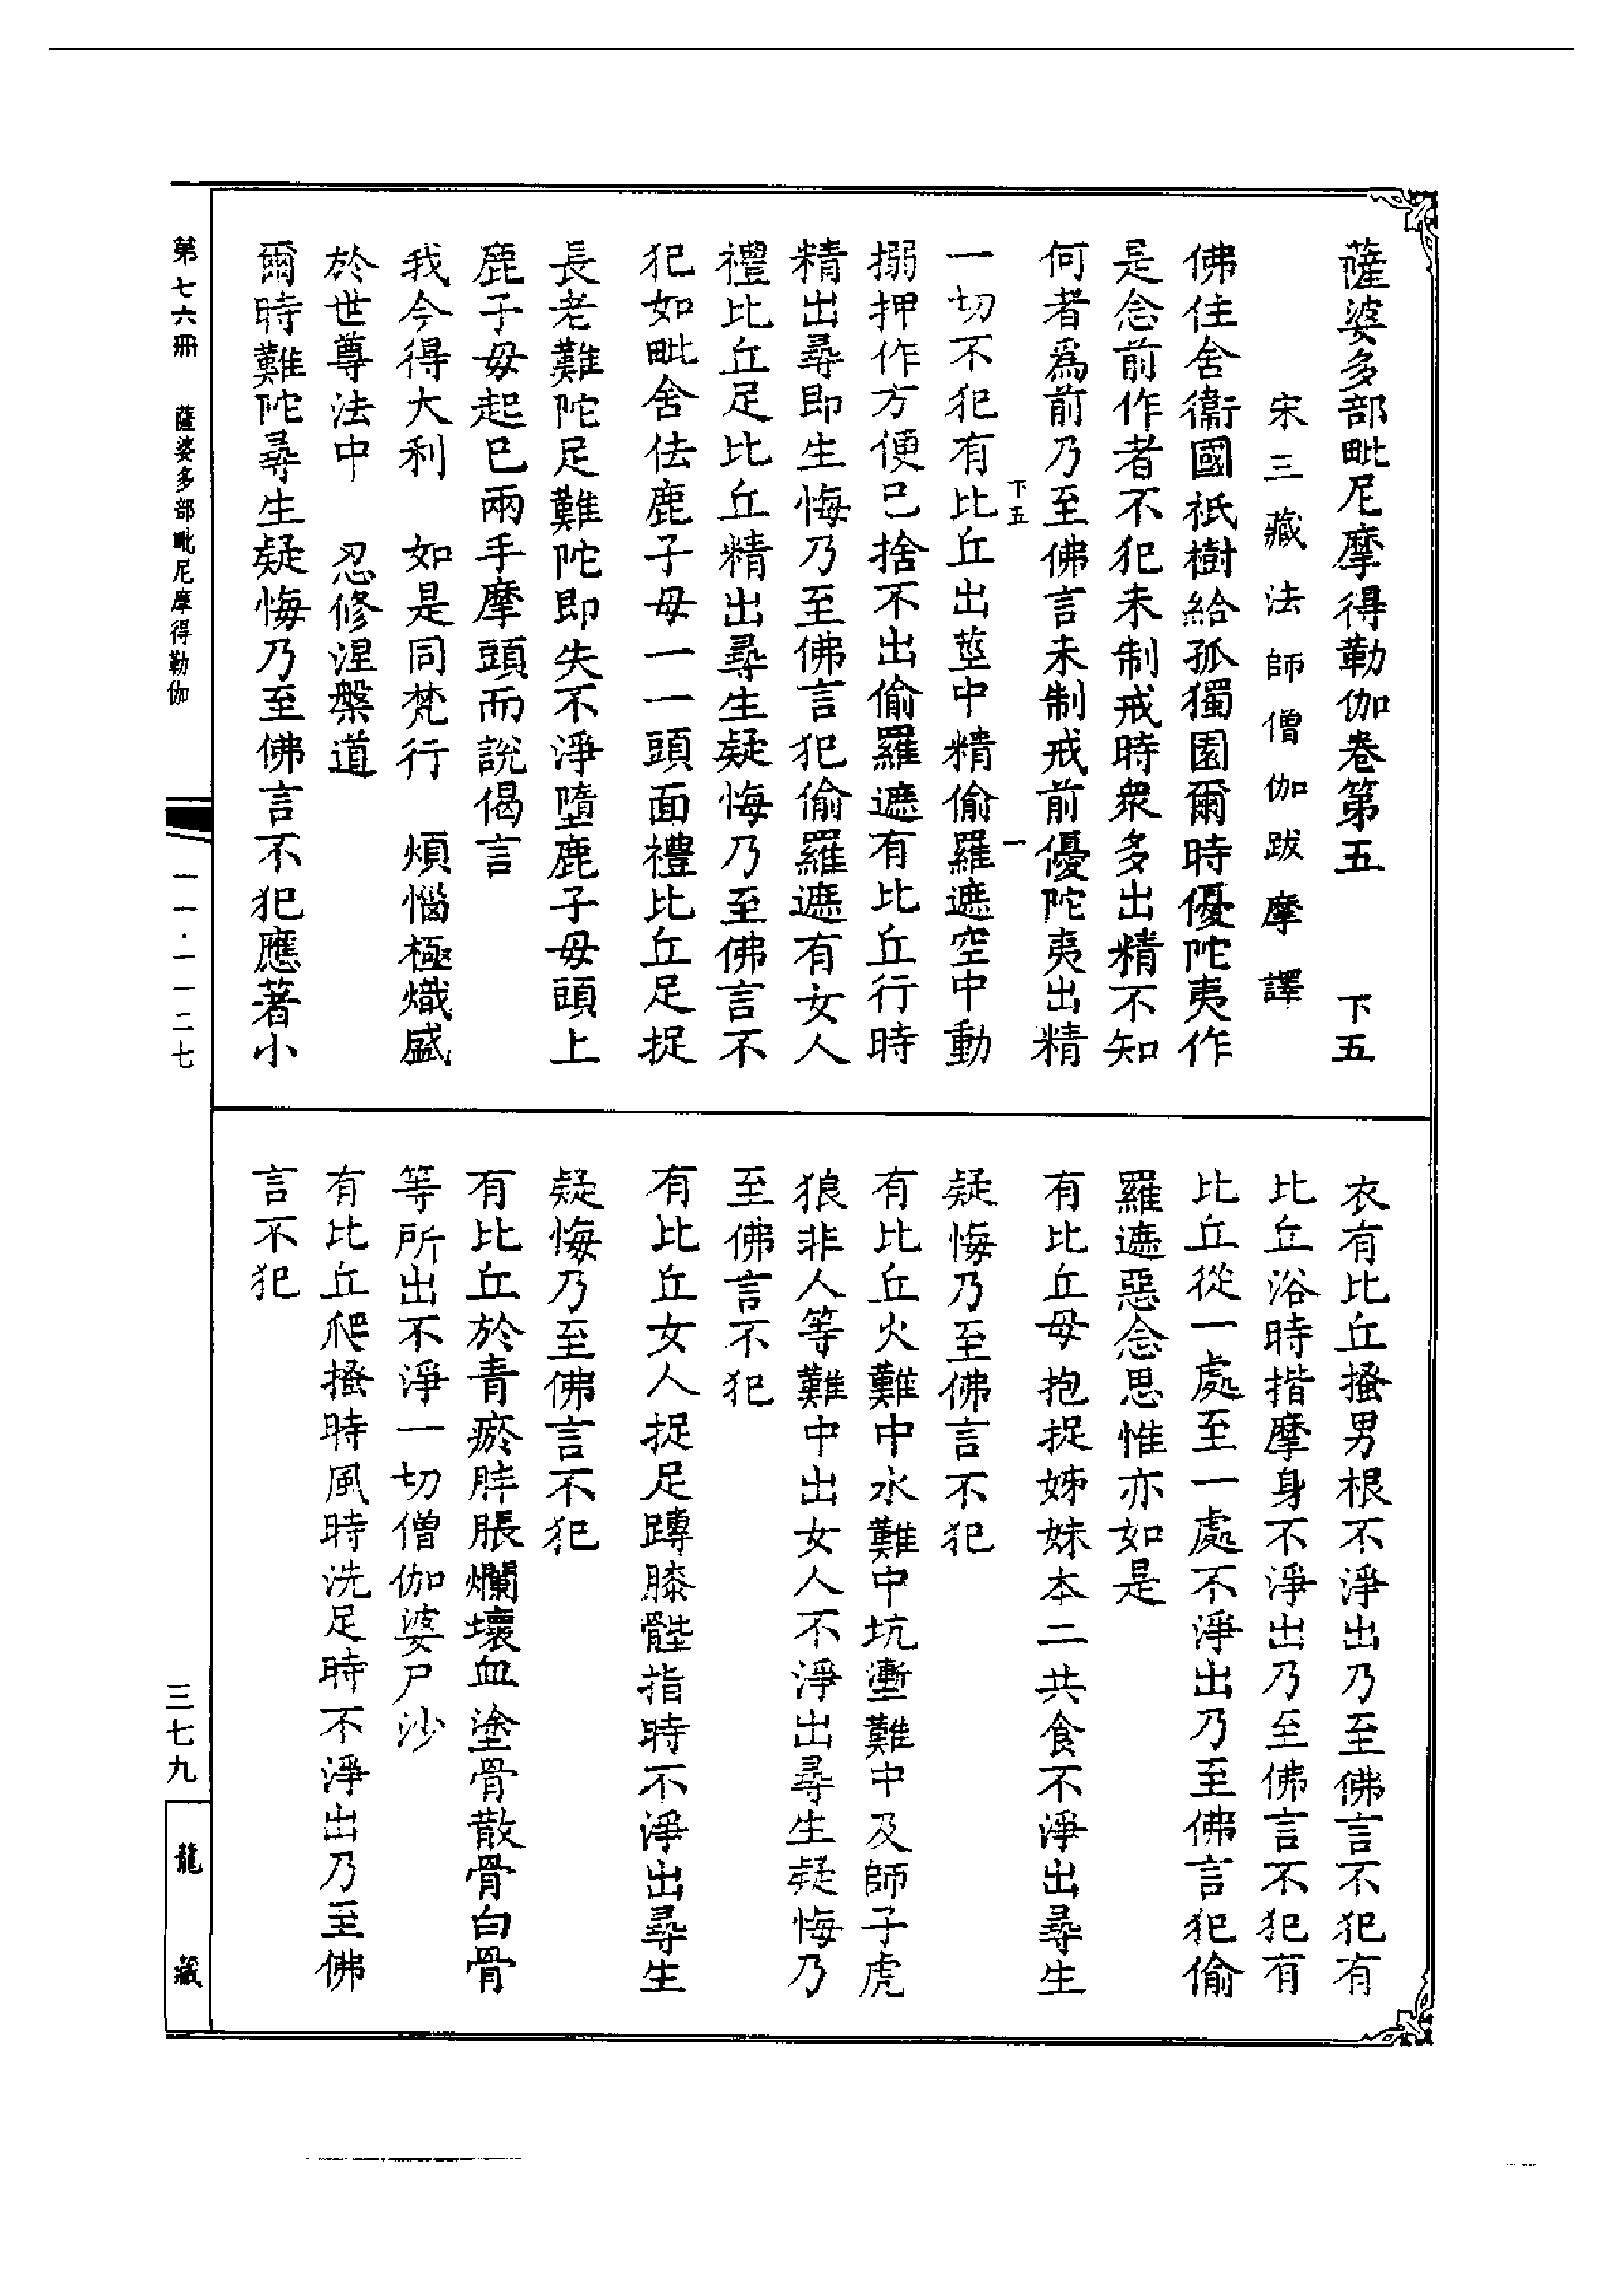 薩婆多部毗尼摩得勒伽卷第五　下五
宋三藏法師僧伽跋摩譯
佛住舍衞國祇樹給孤獨園爾時優陀夷作
是念前作者不犯未制戒時衆多出精不知
何者爲前乃至佛言未制戒前優陀夷出精
下五　一
一切不犯有比丘出莖中精偷羅遮空中動
搦押作方便已捨不出偷羅遮有比丘行時
精出尋即生悔乃至佛言犯偷羅遮有女人
禮比丘足比丘精出尋生疑悔乃至佛言不
犯如毗舍佉鹿子母一一頭面禮比丘足捉
長老難陀足難陀即失不淨墮鹿子母頭上
鹿子母起已兩手摩頭而說偈言
我今得大利　如是同梵行　煩惱極熾盛
於世尊法中　忍修涅槃道
爾時難陀尋生疑悔乃至佛言不犯應著小
衣有比丘搔男根不淨出乃至佛言不犯有
比丘浴時揩摩身不淨出乃至佛言不犯有
比丘從一處至一處不淨出乃至佛言犯偷
羅遮惡念思惟亦如是
有比丘母抱捉姊妹本二共食不淨出尋生
疑悔乃至佛言不犯
有比丘火難中水難中坑壍難中及師子虎
狼非人等難中出女人不淨出尋生疑悔乃
至佛言不犯
有比丘女人捉足蹲膝髀指時不淨出尋生
疑悔乃至佛言不犯
有比丘於青瘀胮脹爛壞血塗骨散骨白骨
等所出不淨一切僧伽婆尸沙
有比丘爬搔時風時洗足時不淨出乃至佛
言不犯
第七六冊　薩婆多部毗尼摩得勒伽
一一·一一二七
三七九
龍藏